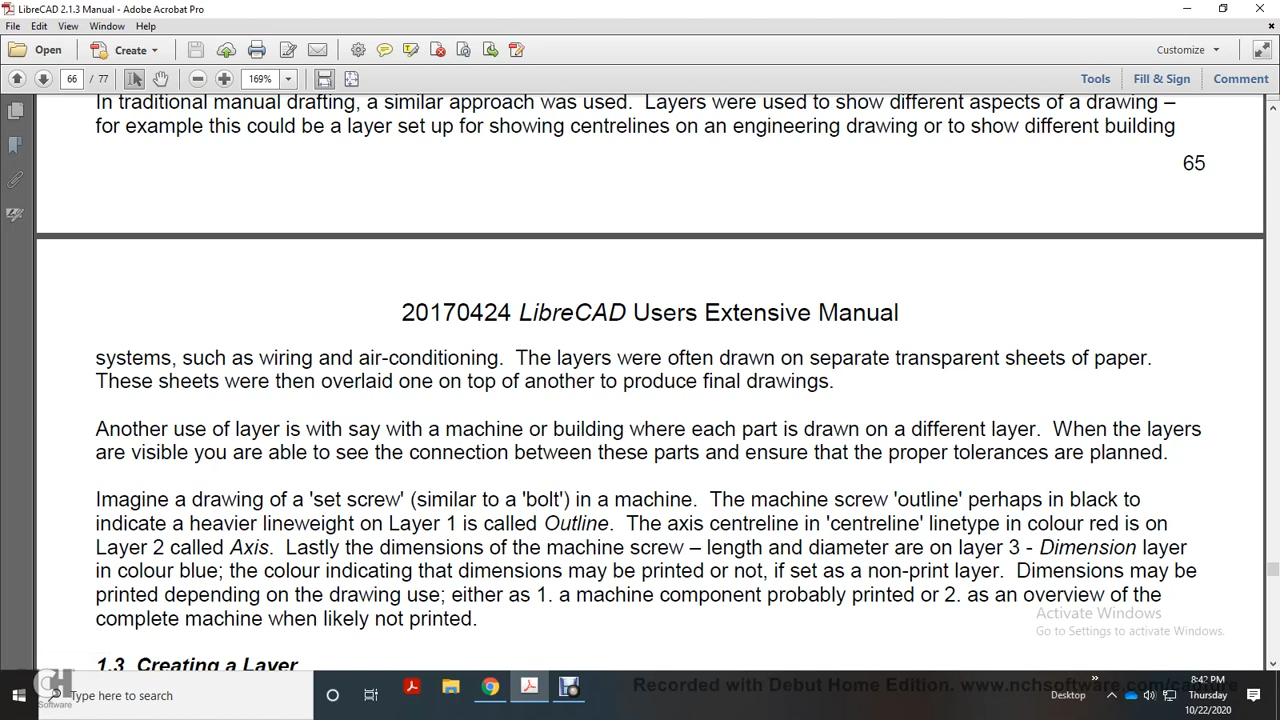 LibreCAD 2.1.3 Manual - Adobe Acrobat Pro
File Edit View Window Help
Open Create Customize
66 / 77 169% Tools Fill & Sign Comment
In traditional manual drafting, a similar approach was used. Layers were used to show different aspects of a drawing –
for example this could be a layer set up for showing centrelines on an engineering drawing or to show different building
65
20170424 LibreCAD Users Extensive Manual
systems, such as wiring and air-conditioning. The layers were often drawn on separate transparent sheets of paper.
These sheets were then overlaid one on top of another to produce final drawings.
Another use of layer is with say with a machine or building where each part is drawn on a different layer. When the layers
are visible you are able to see the connection between these parts and ensure that the proper tolerances are planned.
Imagine a drawing of a 'set screw' (similar to a 'bolt') in a machine. The machine screw 'outline' perhaps in black to
indicate a heavier lineweight on Layer 1 is called Outline. The axis centreline in 'centreline' linetype in colour red is on
Layer 2 called Axis. Lastly the dimensions of the machine screw – length and diameter are on layer 3 - Dimension layer
in colour blue; the colour indicating that dimensions may be printed or not, if set as a non-print layer. Dimensions may be
printed depending on the drawing use; either as 1. a machine component probably printed or 2. as an overview of the
complete machine when likely not printed.
Activate Windows
Go to Settings to activate Windows.
1.3 Creating a Layer
Recorded with Debut Home Edition. www.nchsoftware.com/capture
Software
Type here to search
Desktop
8:42 PM
Thursday
10/22/2020